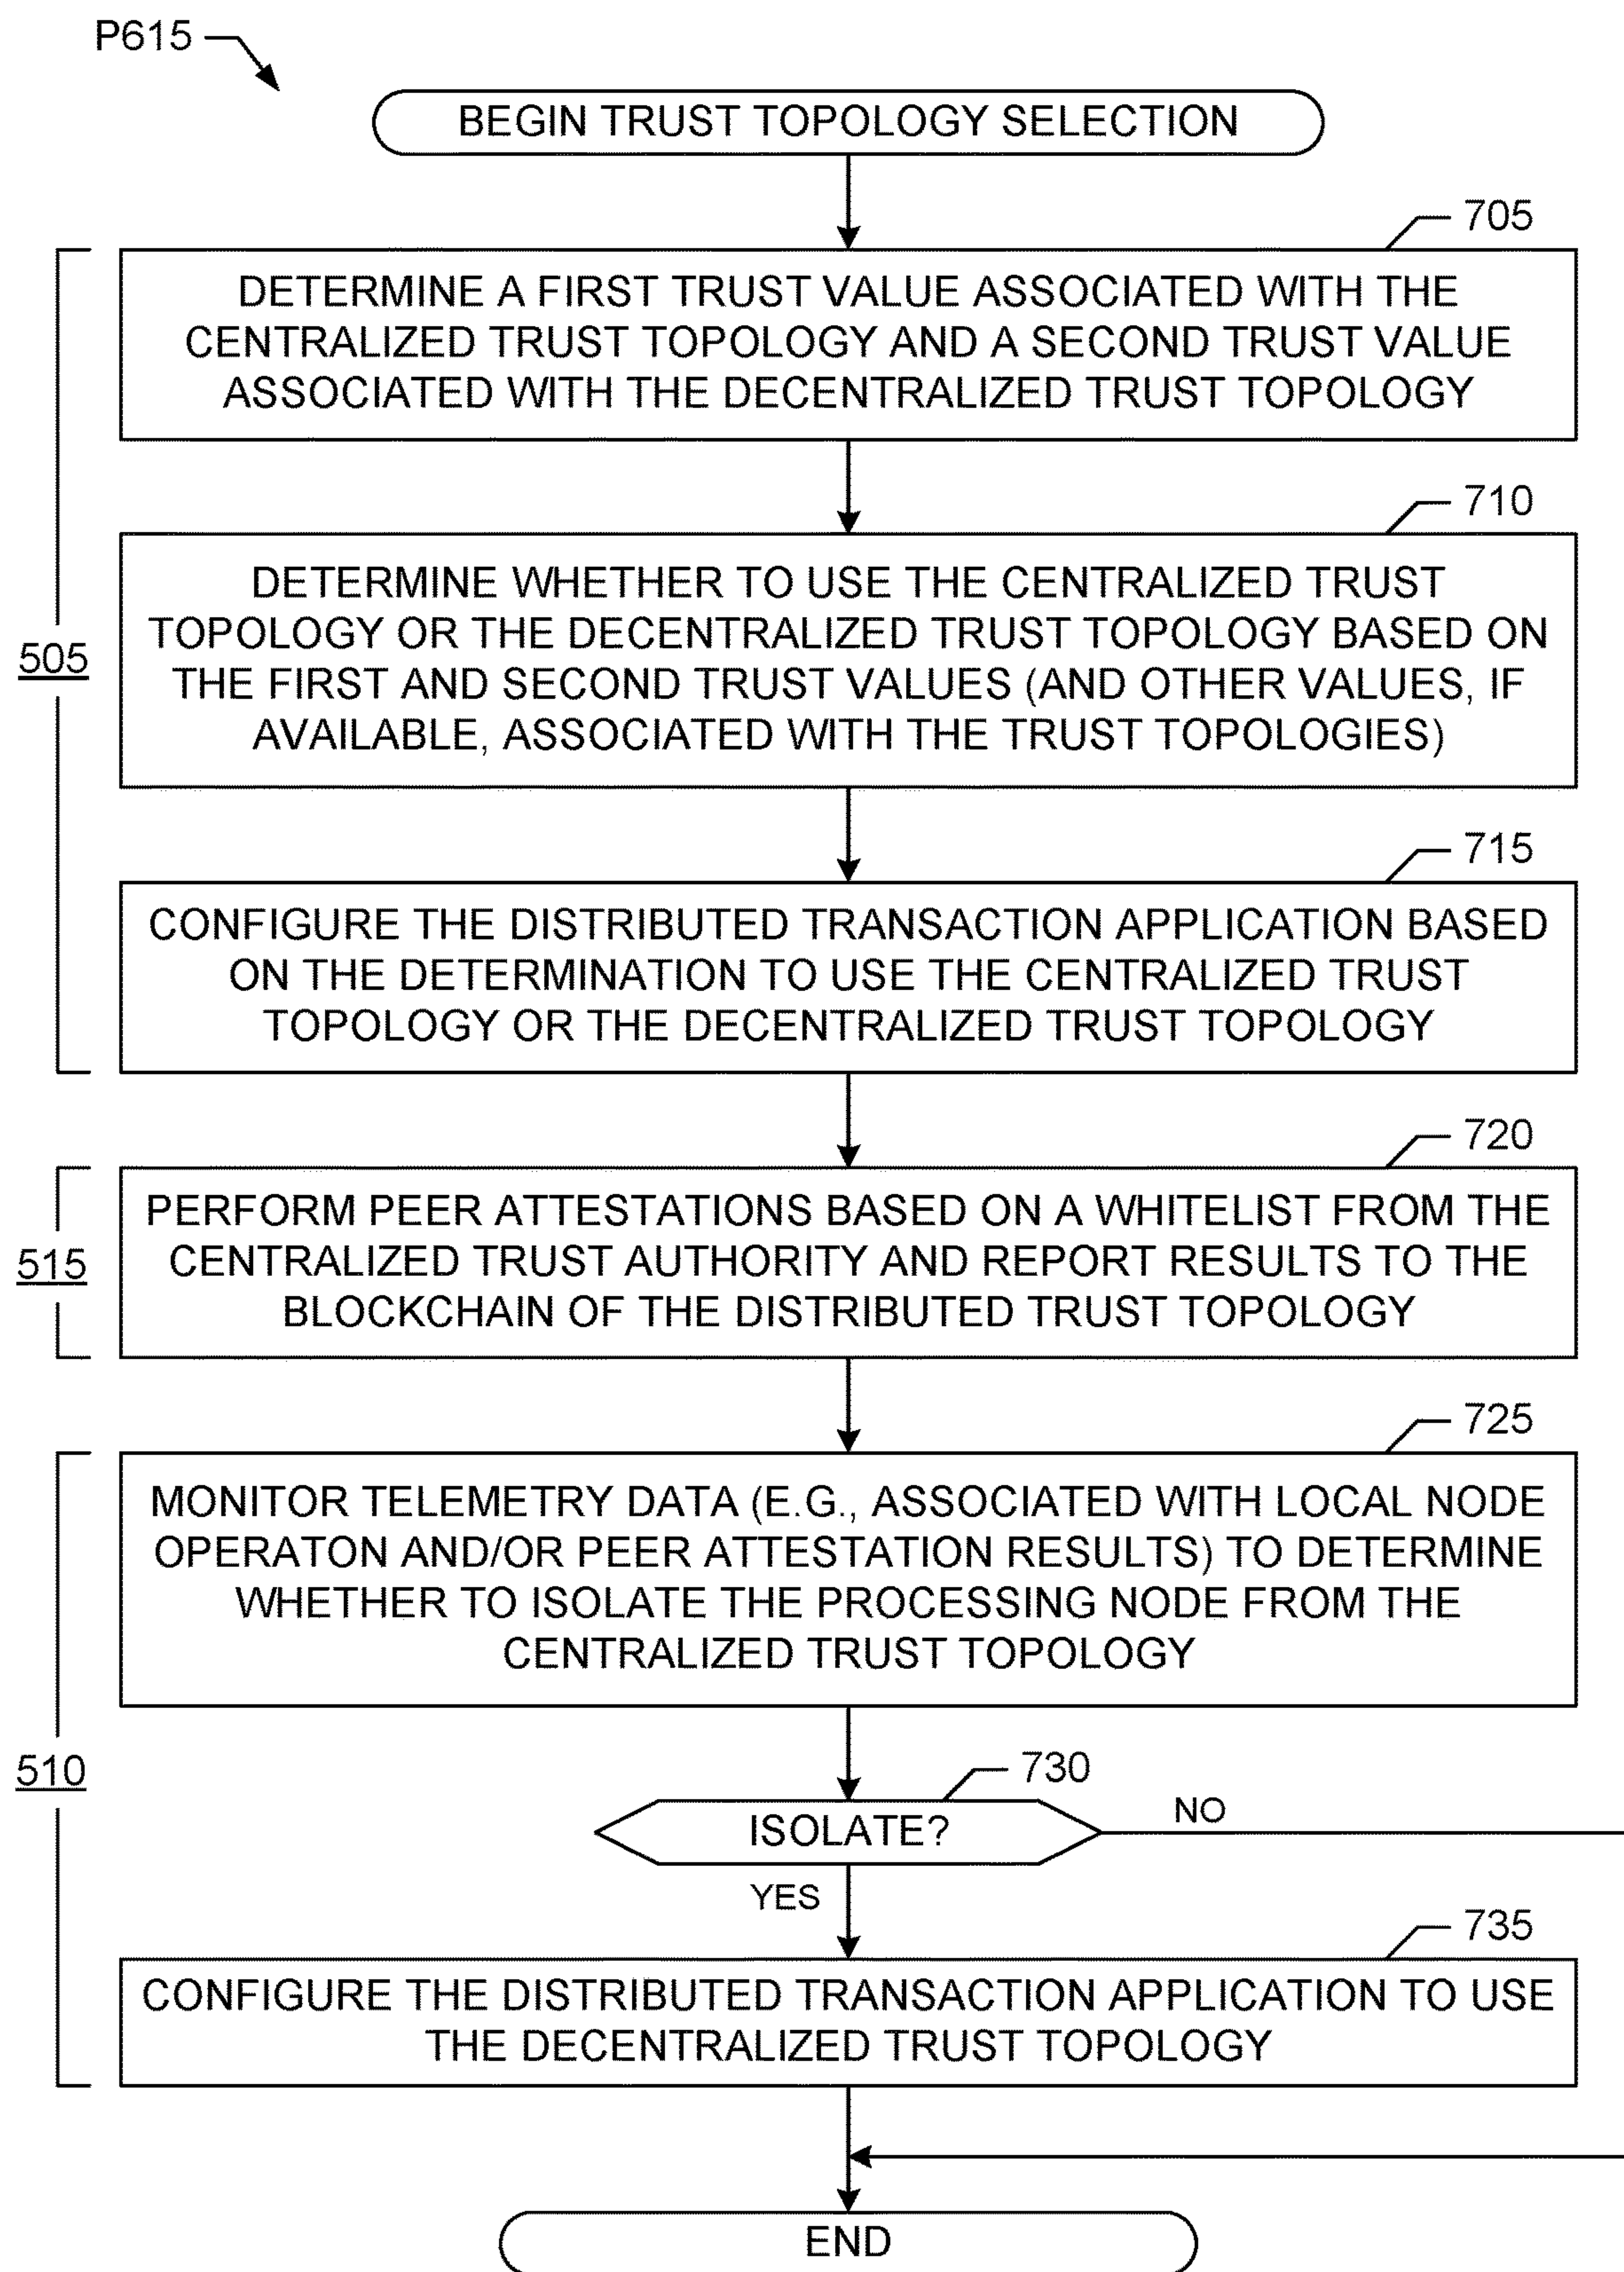 P615
BEGIN TRUST TOPOLOGY SELECTION
705
DETERMINE A FIRST TRUST VALUE ASSOCIATED WITH THE
CENTRALIZED TRUST TOPOLOGY AND A SECOND TRUST VALUE
ASSOCIATED WITH THE DECENTRALIZED TRUST TOPOLOGY
710
DETERMINE WHETHER TO USE THE CENTRALIZED TRUST
TOPOLOGY OR THE DECENTRALIZED TRUST TOPOLOGY BASED ON
THE FIRST AND SECOND TRUST VALUES (AND OTHER VALUES, IF
AVAILABLE, ASSOCIATED WITH THE TRUST TOPOLOGIES)
505
715
CONFIGURE THE DISTRIBUTED TRANSACTION APPLICATION BASED
ON THE DETERMINATION TO USE THE CENTRALIZED TRUST
TOPOLOGY OR THE DECENTRALIZED TRUST TOPOLOGY
720
PERFORM PEER ATTESTATIONS BASED ON A WHITELIST FROM THE
CENTRALIZED TRUST AUTHORITY AND REPORT RESULTS TO THE
BLOCKCHAIN OF THE DISTRIBUTED TRUST TOPOLOGY
515
725
MONITOR TELEMETRY DATA (E.G., ASSOCIATED WITH LOCAL NODE
OPERATON AND/OR PEER ATTESTATION RESULTS) TO DETERMINE
WHETHER TO ISOLATE THE PROCESSING NODE FROM THE
CENTRALIZED TRUST TOPOLOGY
510
730
ISOLATE?
NO
YES
735
CONFIGURE THE DISTRIBUTED TRANSACTION APPLICATION TO USE
THE DECENTRALIZED TRUST TOPOLOGY
END